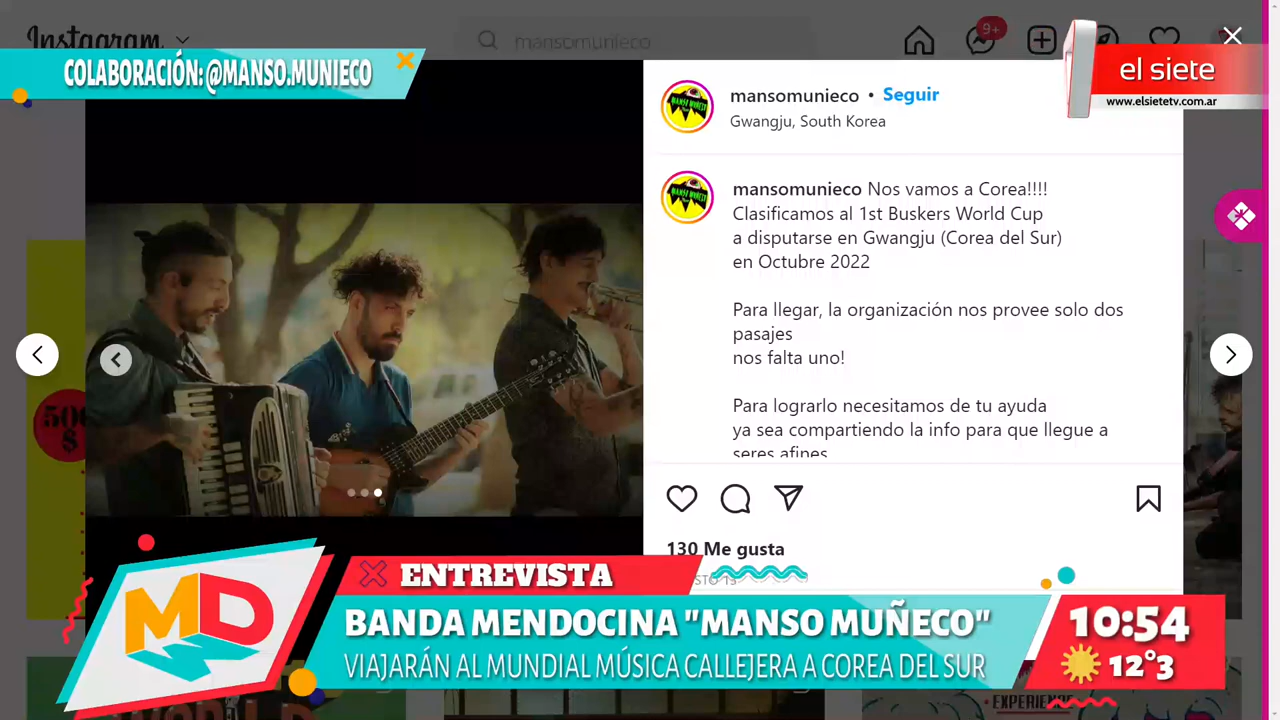 Instagram
mansomunieco
9+
COLABORACIÓN: @MANSO.MUNIECO
el siete
www.elsietetv.com.ar
mansomunieco • Seguir
Gwangju, South Korea
mansomunieco Nos vamos a Corea!!!!
Clasificamos al 1st Buskers World Cup
a disputarse en Gwangju (Corea del Sur)
en Octubre 2022
Para llegar, la organización nos provee solo dos
pasajes
nos falta uno!
Para lograrlo necesitamos de tu ayuda
ya sea compartiendo la info para que llegue a
seres afines
500
$
130 Me gusta
MD
ENTREVISTA
BANDA MENDOCINA "MANSO MUÑECO"
VIAJARÁN AL MUNDIAL MÚSICA CALLEJERA A COREA DEL SUR
10:54
12°3
WORLD
EXPERIENC